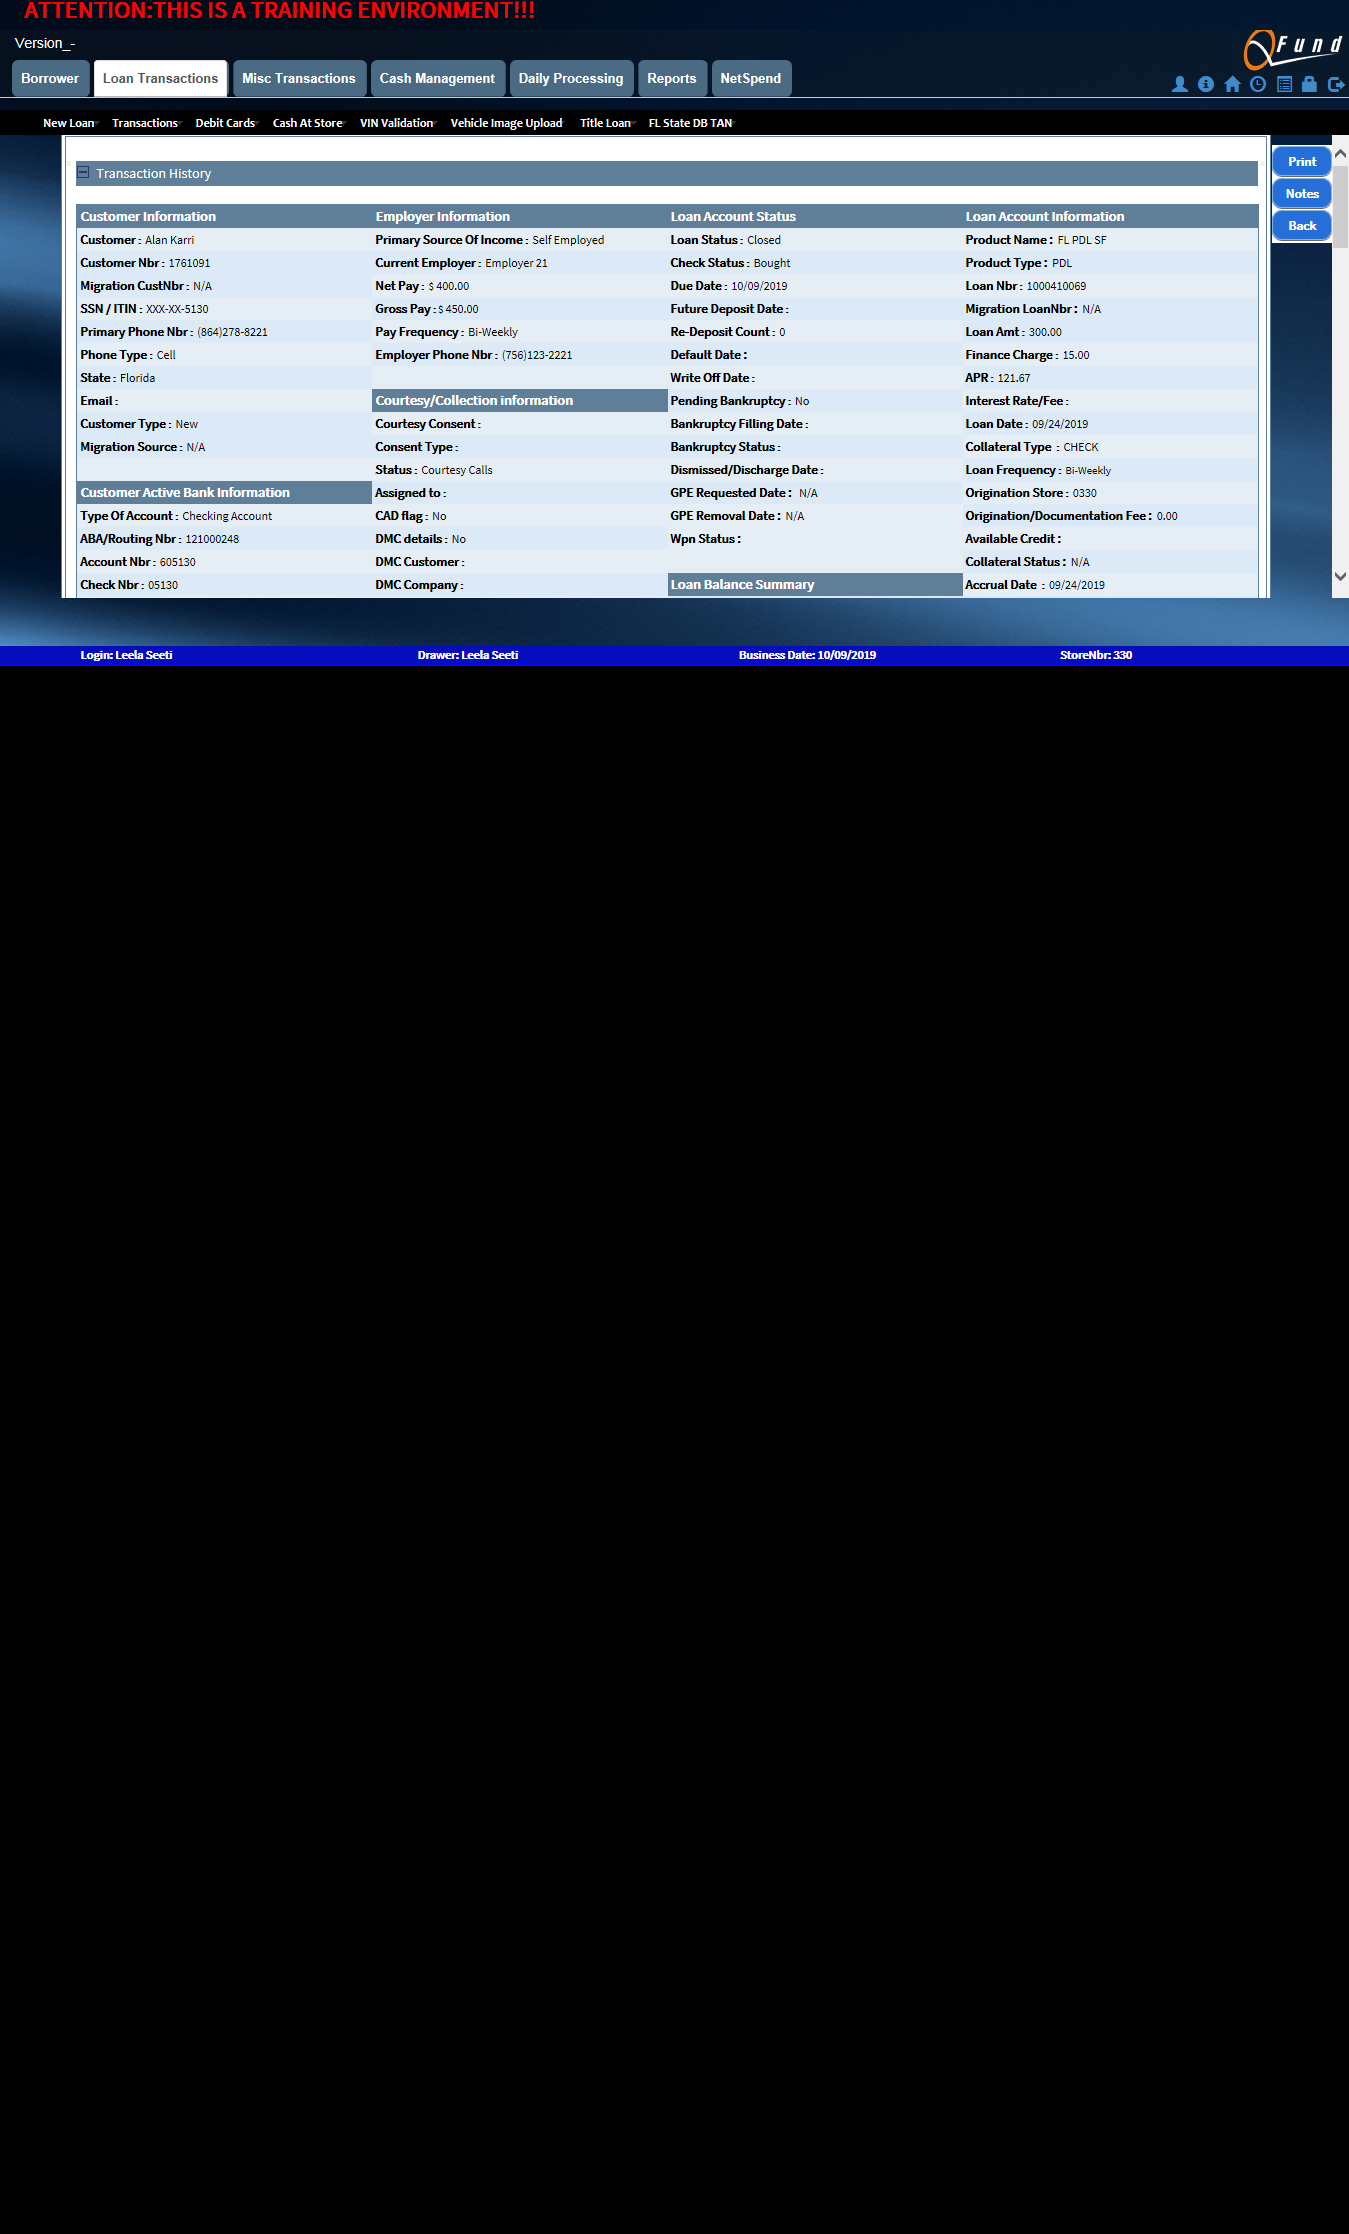 ATTENTION:THIS IS A TRAINING ENVIRONMENT!!!
Version_-
Fund
Borrower Loan Transactions Misc Transactions Cash Management Daily Processing Reports NetSpend
New Loan Transactions Debit Cards Cash At Store VIN Validation Vehicle Image Upload Title Loan FL State DB TAN
Print
Notes
Back
Transaction History
Customer Information
Customer : Alan Karri
Customer Nbr : 1761091
Migration CustNbr : N/A
SSN / ITIN : XXX-XX-5130
Primary Phone Nbr : (864)278-8221
Phone Type : Cell
State : Florida
Email :
Customer Type : New
Migration Source : N/A
Customer Active Bank Information
Type Of Account : Checking Account
ABA/Routing Nbr : 121000248
Account Nbr : 605130
Check Nbr : 05130
Employer Information
Primary Source Of Income : Self Employed
Current Employer : Employer 21
Net Pay : $ 400.00
Gross Pay : $ 450.00
Pay Frequency : Bi-Weekly
Employer Phone Nbr : (756)123-2221
Courtesy/Collection information
Courtesy Consent :
Consent Type :
Status : Courtesy Calls
Assigned to :
CAD flag : No
DMC details : No
DMC Customer :
DMC Company :
Loan Account Status
Loan Status : Closed
Check Status : Bought
Due Date : 10/09/2019
Future Deposit Date :
Re-Deposit Count : 0
Default Date :
Write Off Date :
Pending Bankruptcy : No
Bankruptcy Filling Date :
Bankruptcy Status :
Dismissed/Discharge Date :
GPE Requested Date : N/A
GPE Removal Date : N/A
Wpn Status :
Loan Balance Summary
Loan Account Information
Product Name : FL PDL SF
Product Type : PDL
Loan Nbr : 1000410069
Migration LoanNbr : N/A
Loan Amt : 300.00
Finance Charge : 15.00
APR : 121.67
Interest Rate/Fee :
Loan Date : 09/24/2019
Collateral Type : CHECK
Loan Frequency : Bi-Weekly
Origination Store : 0330
Origination/Documentation Fee : 0.00
Available Credit :
Collateral Status : N/A
Accrual Date : 09/24/2019
Login: Leela Seeti Drawer: Leela Seeti Business Date: 10/09/2019 StoreNbr: 330